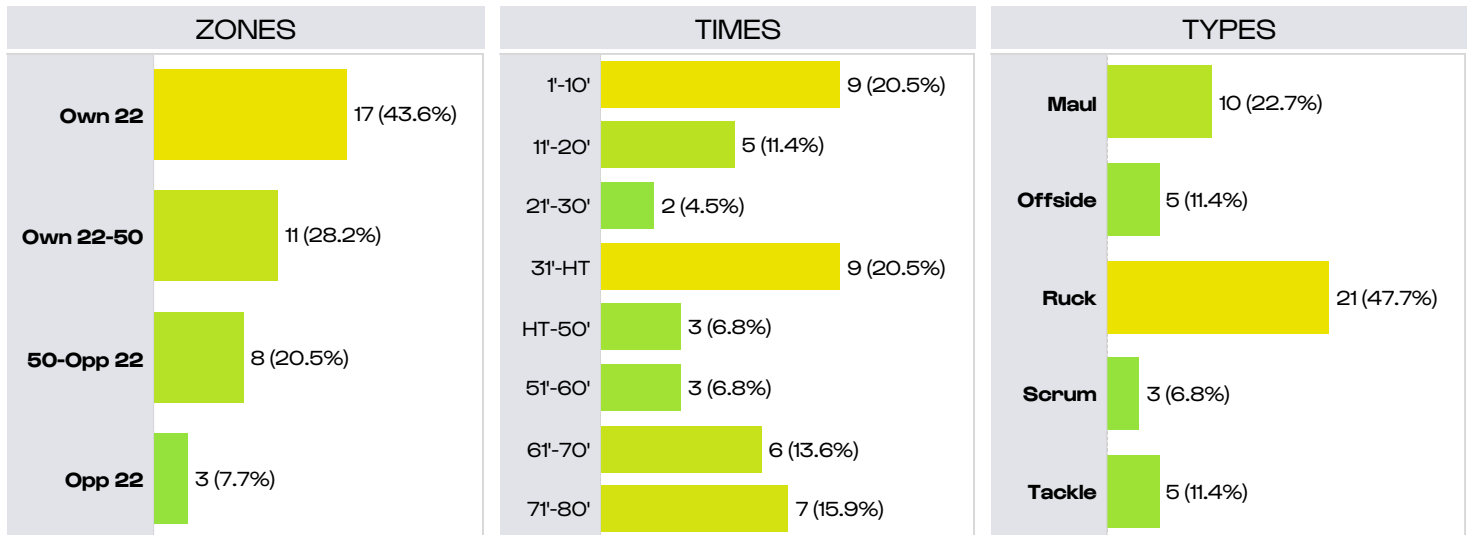 ZONES
Own 22 17 (43.6%)
Own 22-50 11 (28.2%)
50-Opp 22 8 (20.5%)
Opp 22 3 (7.7%)
TIMES
1'-10' 9 (20.5%)
11'-20' 5 (11.4%)
21'-30' 2 (4.5%)
31'-HT 9 (20.5%)
HT-50' 3 (6.8%)
51'-60' 3 (6.8%)
61'-70' 6 (13.6%)
71'-80' 7 (15.9%)
TYPES
Maul 10 (22.7%)
Offside 5 (11.4%)
Ruck 21 (47.7%)
Scrum 3 (6.8%)
Tackle 5 (11.4%)